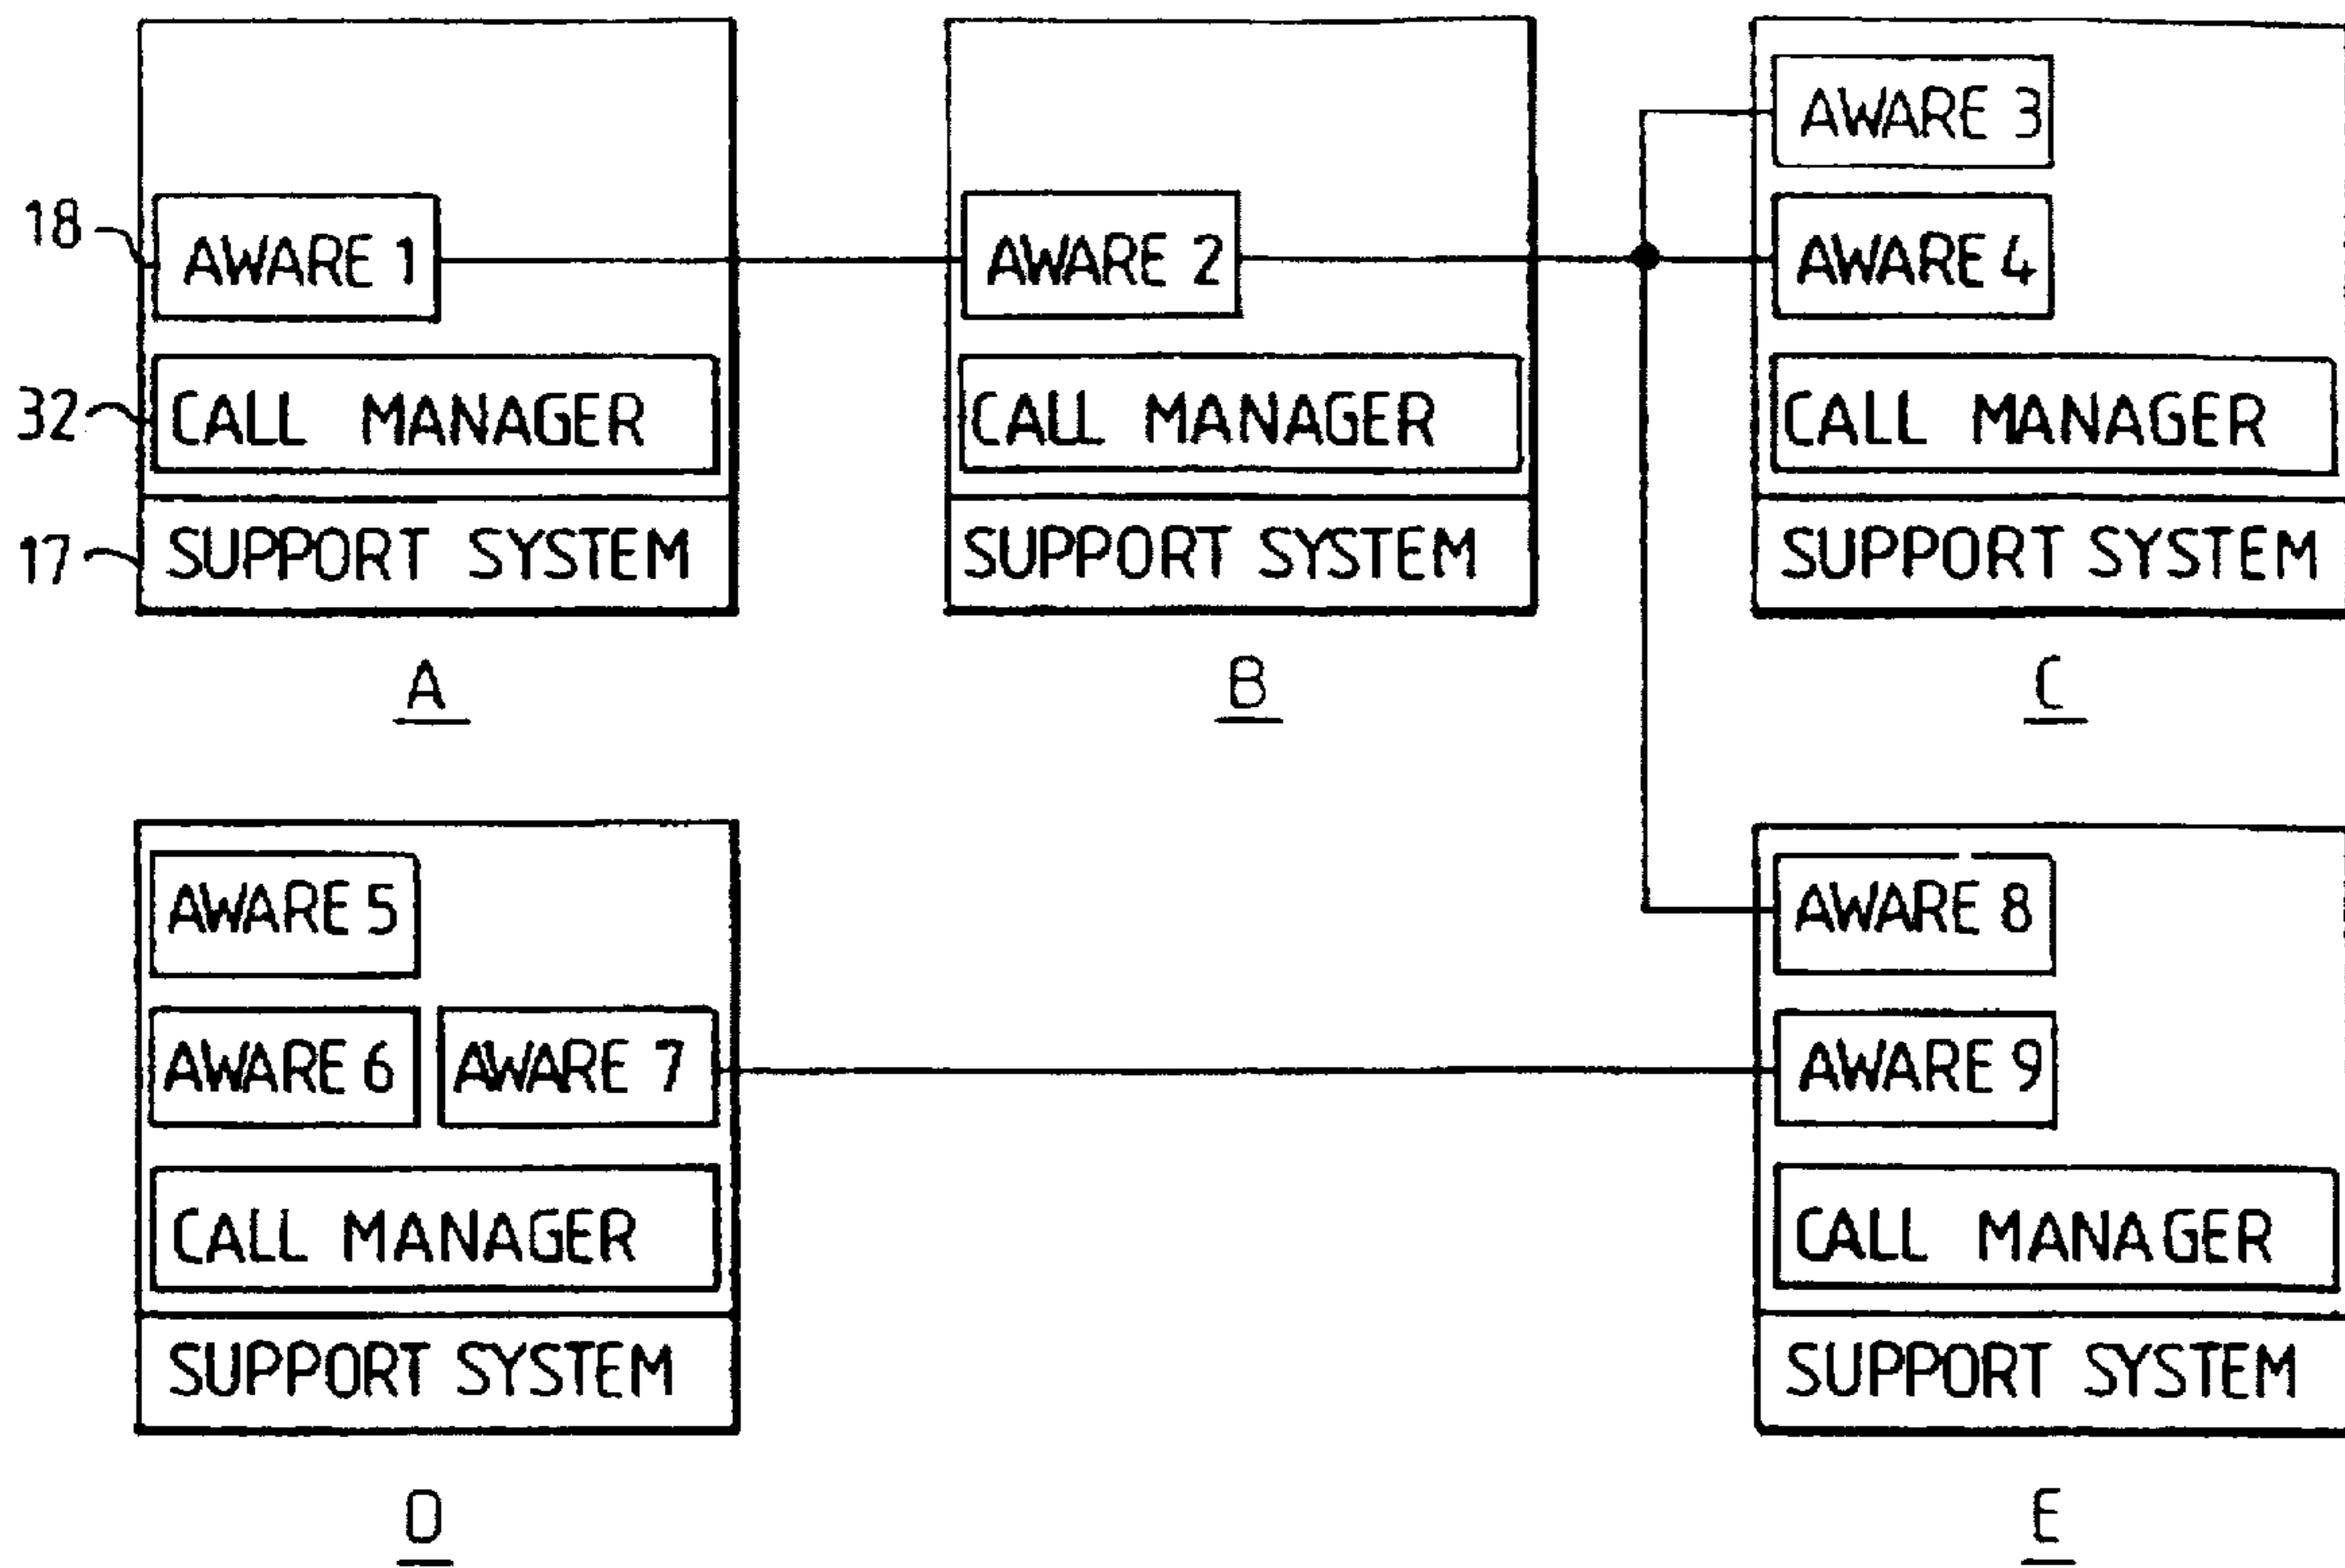 18
AWARE 1
32
CALL MANAGER
17
SUPPORT SYSTEM
A
AWARE 2
CALL MANAGER
SUPPORT SYSTEM
B
AWARE 3
AWARE 4
CALL MANAGER
SUPPORT SYSTEM
C
AWARE 5
AWARE 6
AWARE 7
CALL MANAGER
SUPPORT SYSTEM
D
AWARE 8
AWARE 9
CALL MANAGER
SUPPORT SYSTEM
E